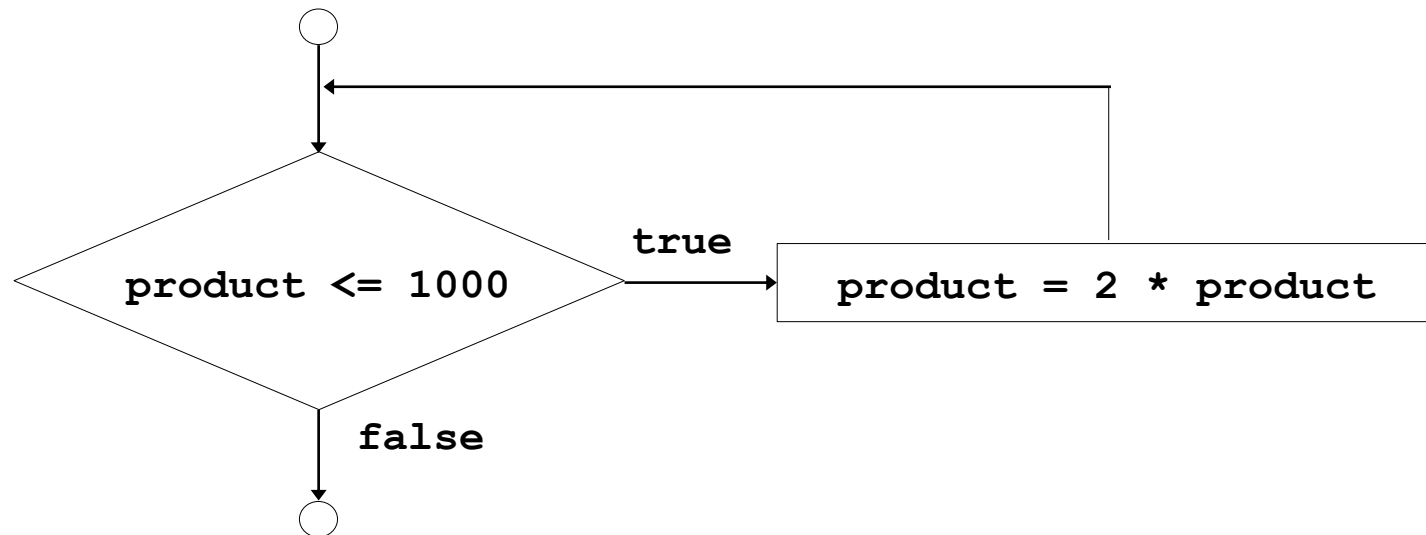 true
product <= 1000
product = 2 * product
false